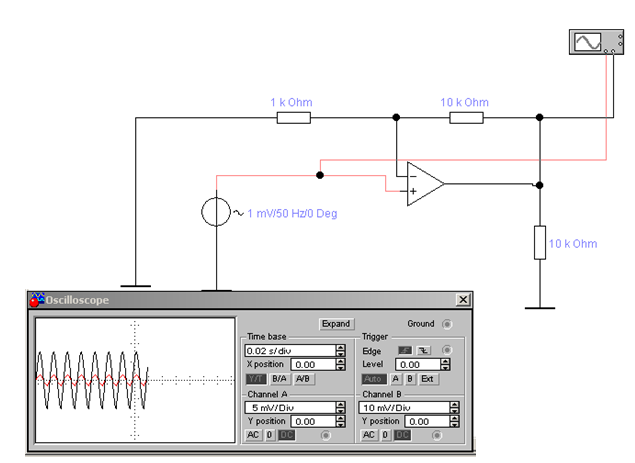 1 k Ohm
10 k Ohm
−
+
~ 1 mV/50 Hz/0 Deg
10 k Ohm
Oscilloscope
Expand
Ground
Time base
0.02 s/div
X position 0.00
Y/T B/A A/B
Trigger
Edge
Level 0.00
Auto A B Ext
Channel A
5 mV/Div
Y position 0.00
AC 0 DC
Channel B
10 mV/Div
Y position 0.00
AC 0 DC